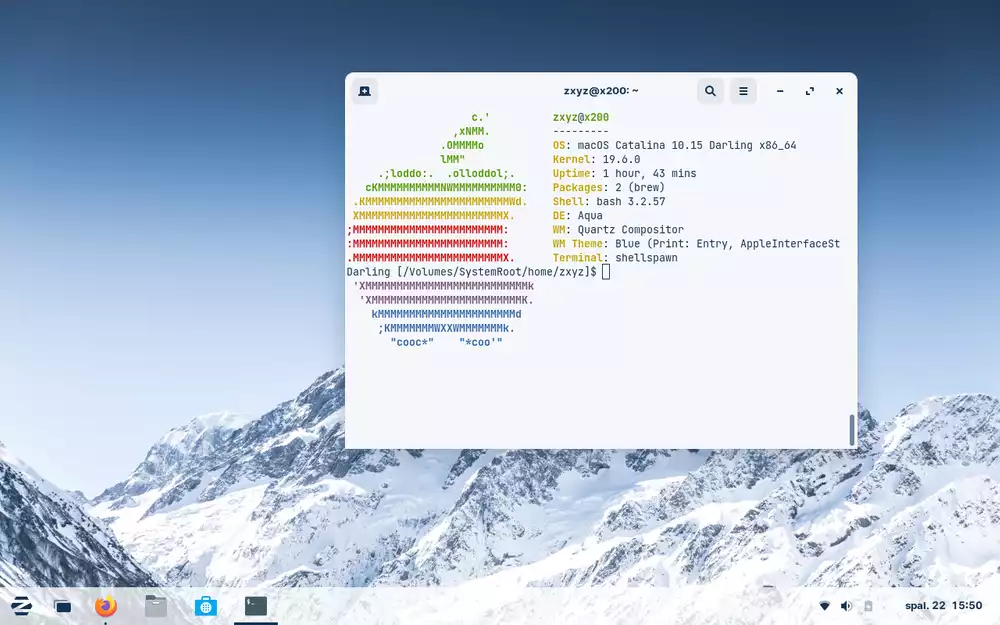 zxyz@x200: ~
c.'
,xNMM.
.OMMMMo
lMM"
.;loddo:.  .olloddol;.
cKMMMMMMMMMMNWMMMMMMMMMM0:
.KMMMMMMMMMMMMMMMMMMMMMMMWd.
XMMMMMMMMMMMMMMMMMMMMMMMX.
;MMMMMMMMMMMMMMMMMMMMMMMM:
:MMMMMMMMMMMMMMMMMMMMMMMM:
.MMMMMMMMMMMMMMMMMMMMMMMMX.
zxyz@x200
---------
OS: macOS Catalina 10.15 Darling x86_64
Kernel: 19.6.0
Uptime: 1 hour, 43 mins
Packages: 2 (brew)
Shell: bash 3.2.57
DE: Aqua
WM: Quartz Compositor
WM Theme: Blue (Print: Entry, AppleInterfaceSt
Terminal: shellspawn
Darling [/Volumes/SystemRoot/home/zxyz]$
'XMMMMMMMMMMMMMMMMMMMMMMMMMMk
'XMMMMMMMMMMMMMMMMMMMMMMMMK.
kMMMMMMMMMMMMMMMMMMMMMMd
;KMMMMMMMWXXWMMMMMMMk.
"cooc*"    "*coo'"
spal. 22  15:50